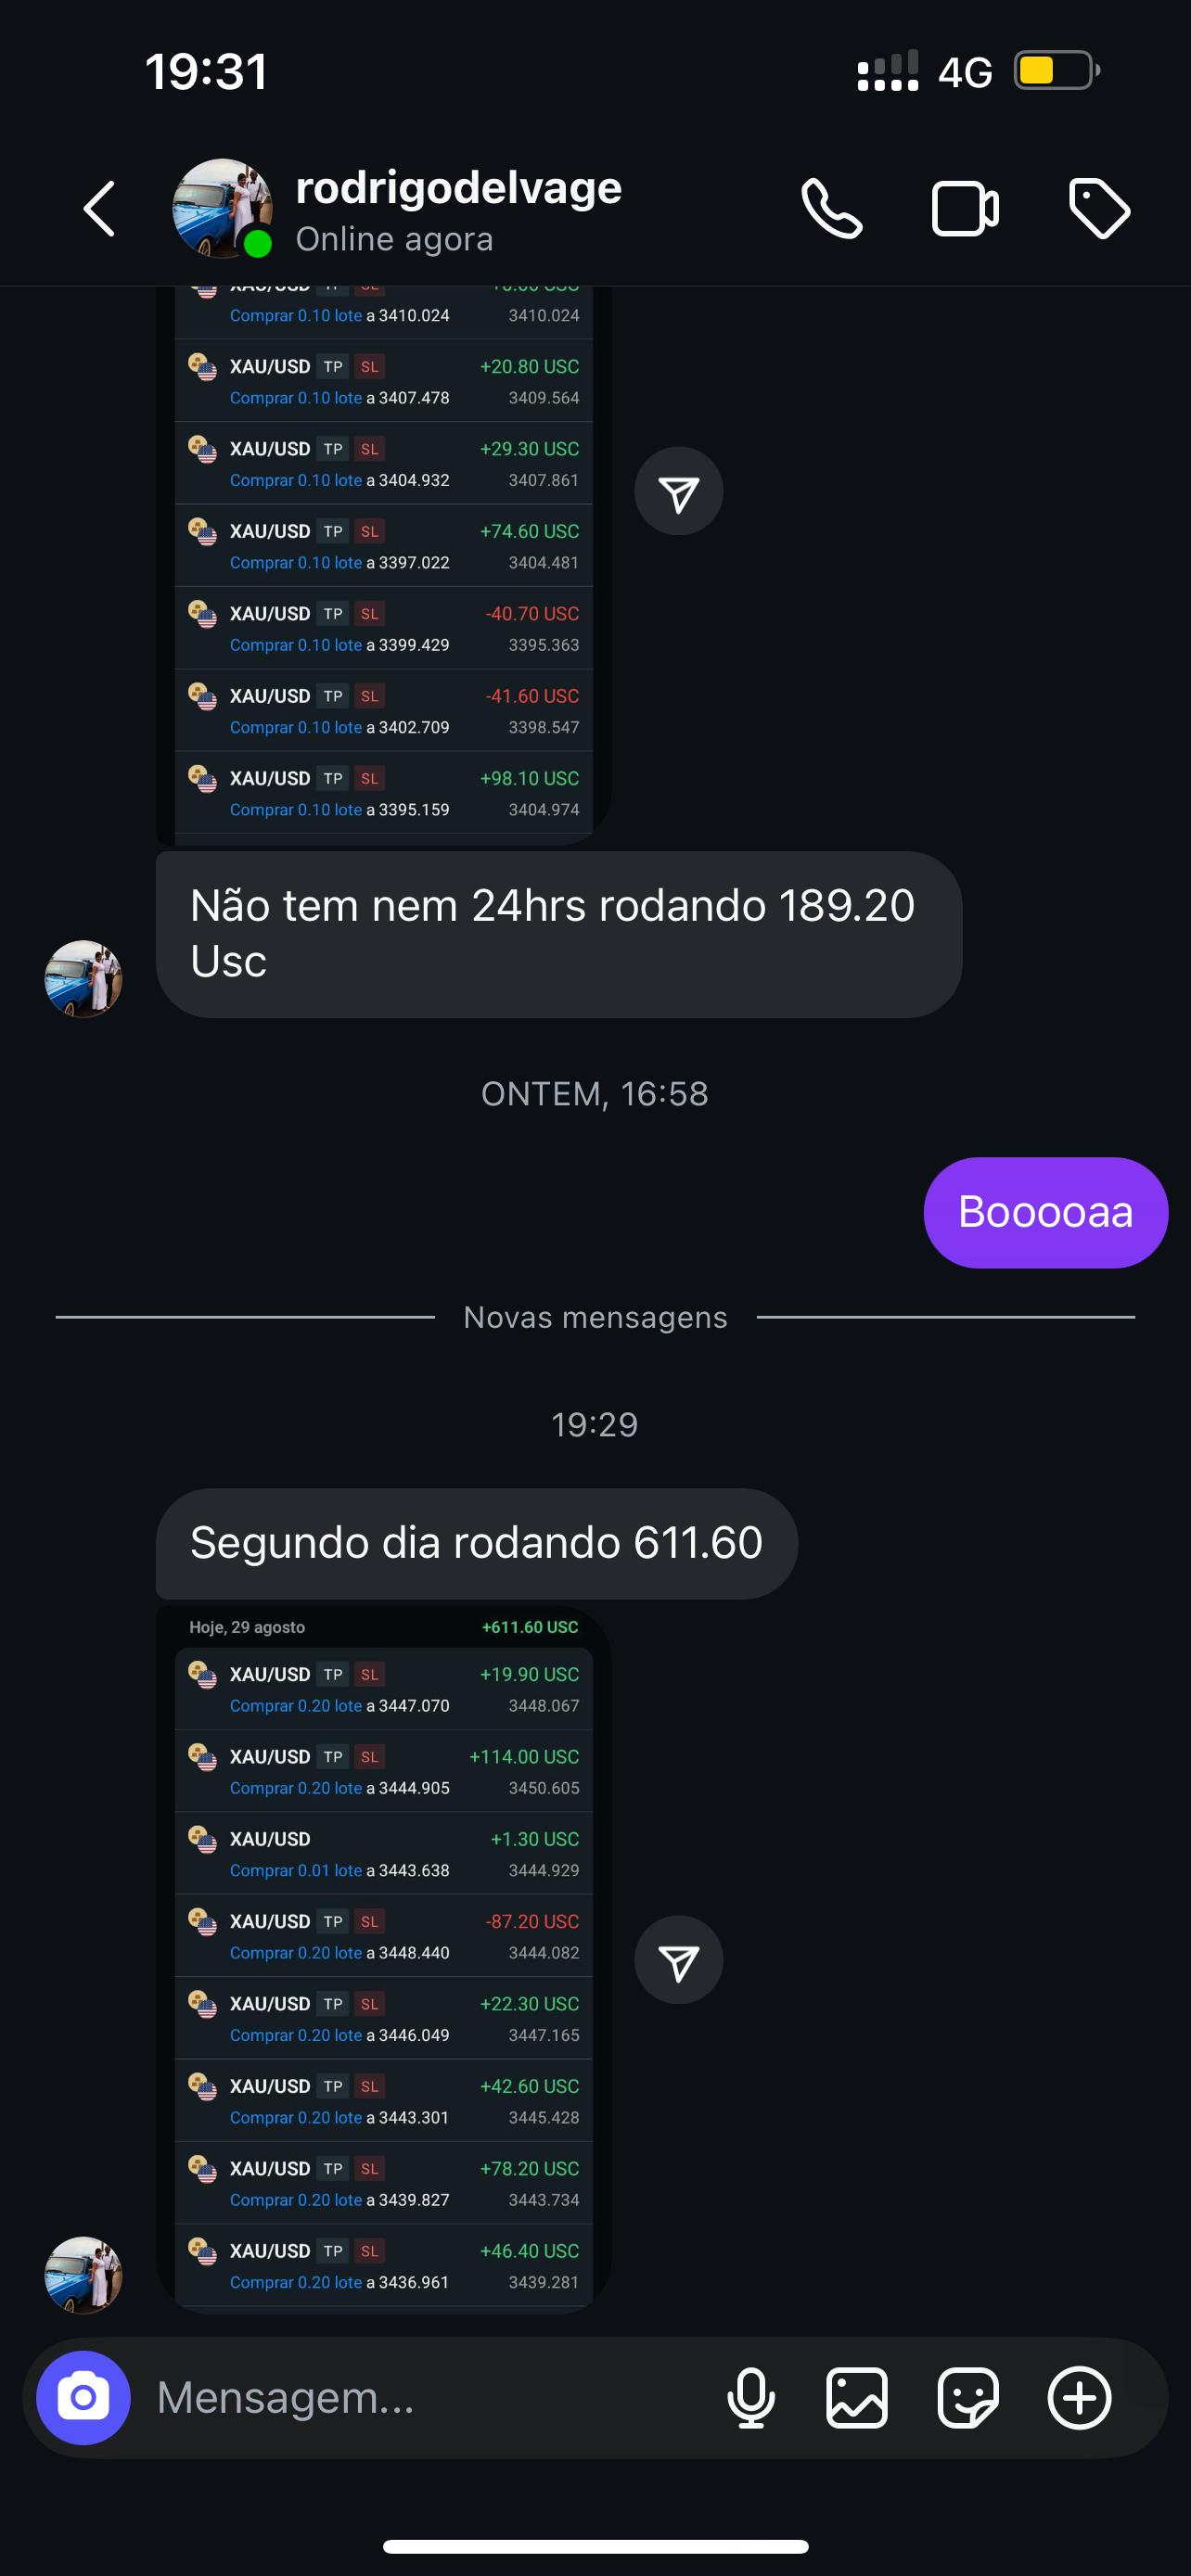 19:31
4G
rodrigodelvage
Online agora
XAU/USD TP SL
Comprar 0.10 lote a 3410.024 3410.024
XAU/USD TP SL +20.80 USC
Comprar 0.10 lote a 3407.478 3409.564
XAU/USD TP SL +29.30 USC
Comprar 0.10 lote a 3404.932 3407.861
XAU/USD TP SL +74.60 USC
Comprar 0.10 lote a 3397.022 3404.481
XAU/USD TP SL -40.70 USC
Comprar 0.10 lote a 3399.429 3395.363
XAU/USD TP SL -41.60 USC
Comprar 0.10 lote a 3402.709 3398.547
XAU/USD TP SL +98.10 USC
Comprar 0.10 lote a 3395.159 3404.974
Não tem nem 24hrs rodando 189.20
Usc
ONTEM, 16:58
Booooaa
Novas mensagens
19:29
Segundo dia rodando 611.60
Hoje, 29 agosto +611.60 USC
XAU/USD TP SL +19.90 USC
Comprar 0.20 lote a 3447.070 3448.067
XAU/USD TP SL +114.00 USC
Comprar 0.20 lote a 3444.905 3450.605
XAU/USD +1.30 USC
Comprar 0.01 lote a 3443.638 3444.929
XAU/USD TP SL -87.20 USC
Comprar 0.20 lote a 3448.440 3444.082
XAU/USD TP SL +22.30 USC
Comprar 0.20 lote a 3446.049 3447.165
XAU/USD TP SL +42.60 USC
Comprar 0.20 lote a 3443.301 3445.428
XAU/USD TP SL +78.20 USC
Comprar 0.20 lote a 3439.827 3443.734
XAU/USD TP SL +46.40 USC
Comprar 0.20 lote a 3436.961 3439.281
Mensagem...